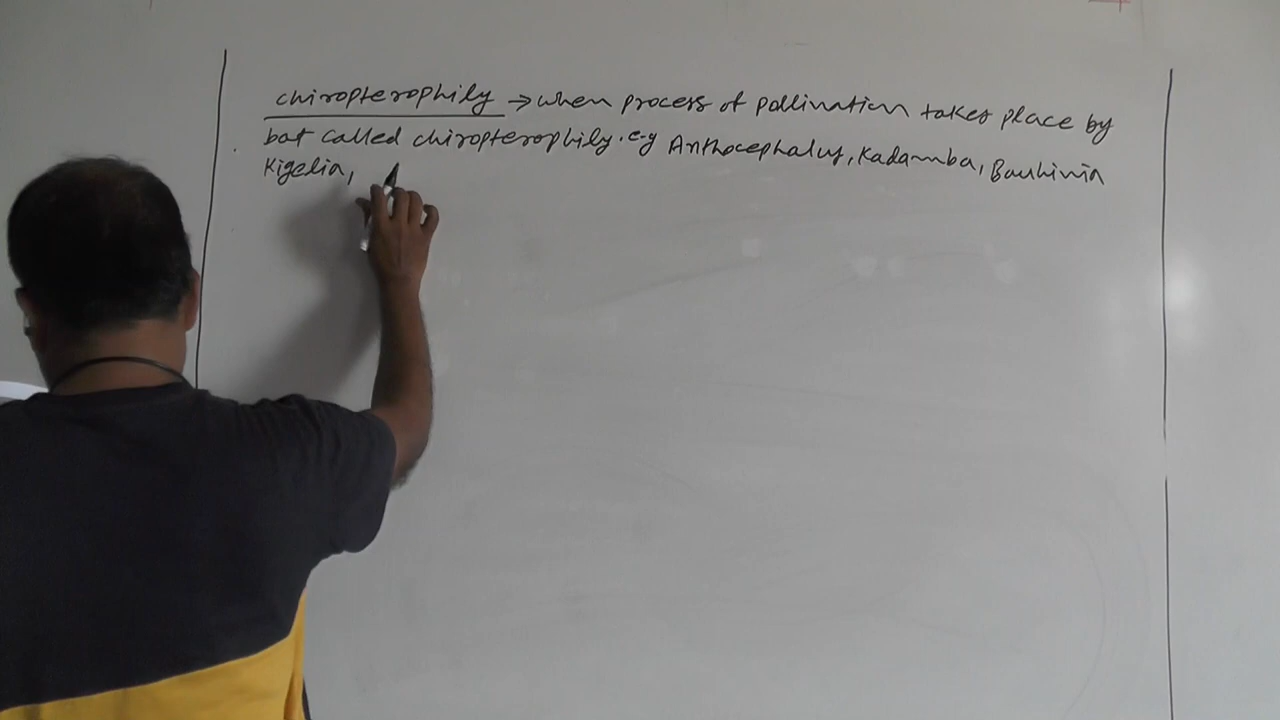 chiropterophily → when process of pollination takes place by
bat called chiropterophily. e.g Anthocephalus, Kadamba, Bauhinia
Kigelia,